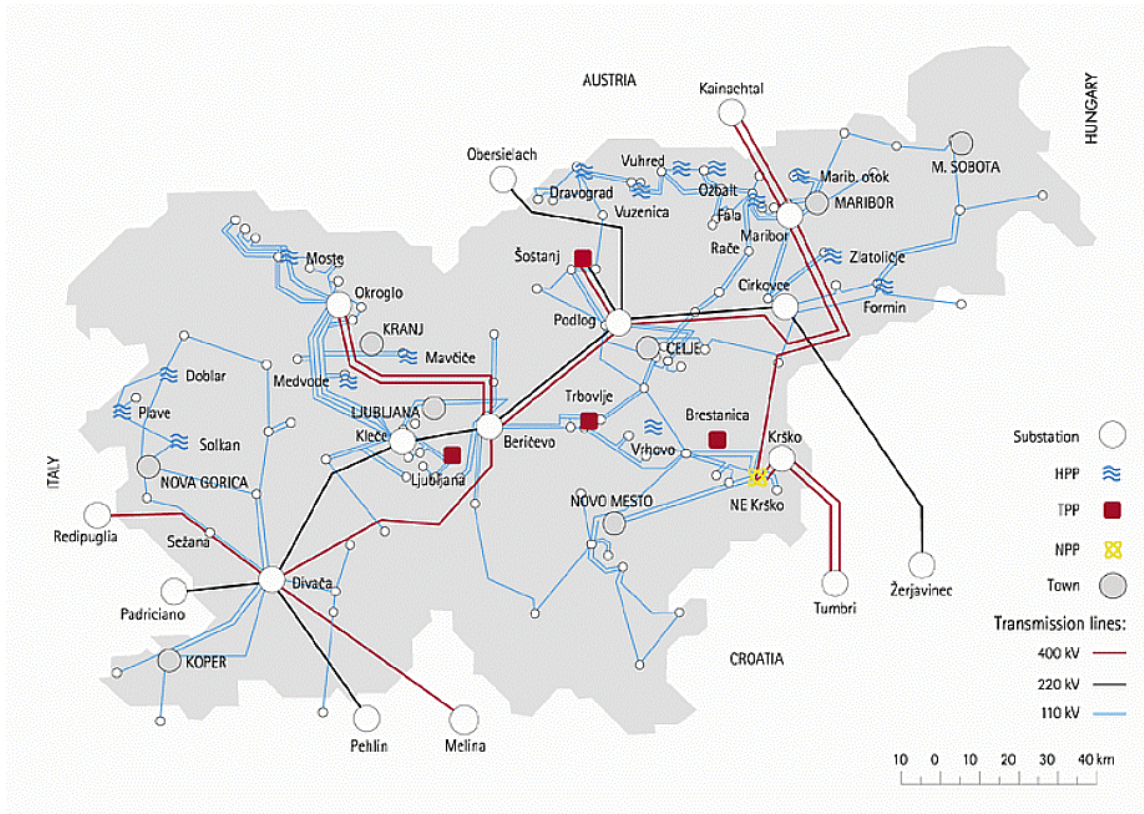 AUSTRIA
HUNGARY
Kainachtal
Obersielach
Vuhred
Dravograd
Ožbalt
Marib. otok
M. SOBOTA
Vuzenica
Fala
MARIBOR
Maribor
Šoštanj
Rače
Zlatoličje
Moste
Cirkovce
Okroglo
Formin
Podlog
KRANJ
CELJE
Mavčiče
Doblar
Medvode
Trbovlje
Plave
LJUBLJANA
Brestanica
Solkan
Kleče
Beričevo
Vrhovo
Krško
Substation
ITALY
NOVA GORICA
Ljubljana
HPP
NOVO MESTO
NE Krško
TPP
Redipuglia
Sežana
NPP
Divača
Žerjavinec
Town
Padriciano
Tumbri
Transmission lines:
KOPER
CROATIA
400 kV
220 kV
110 kV
Pehlin
Melina
10 0 10 20 30 40 km